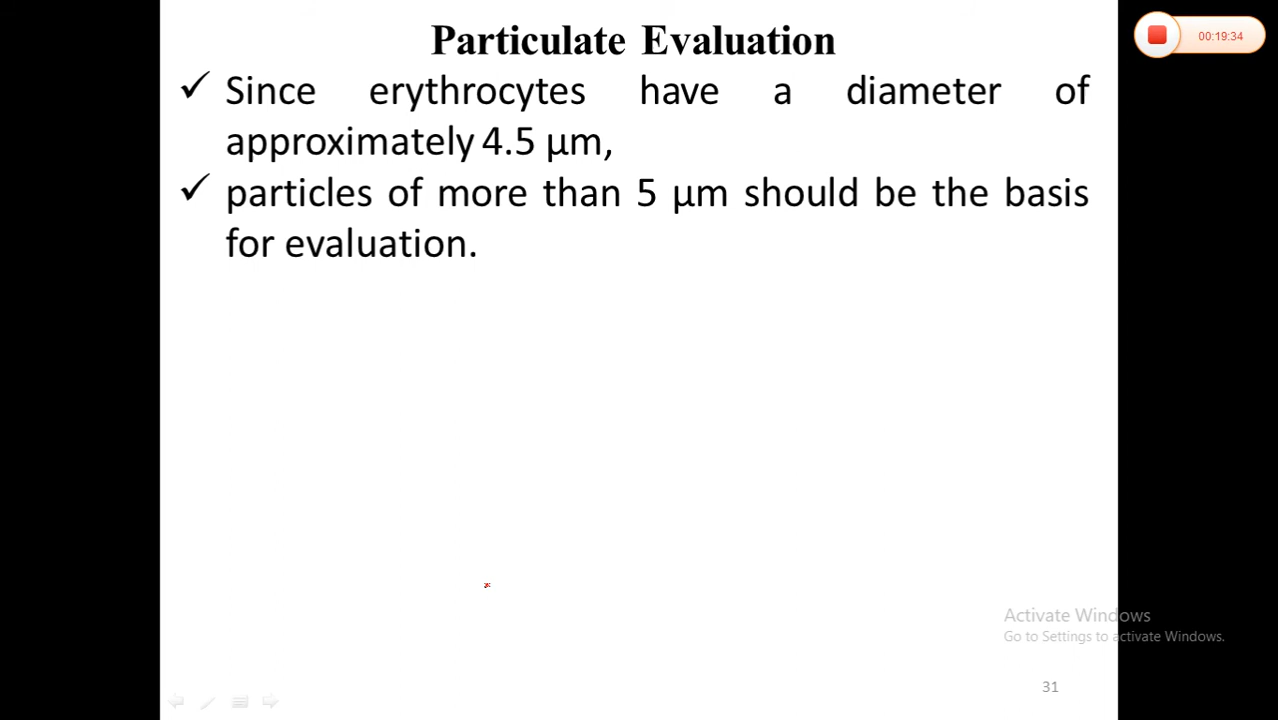 Particulate Evaluation
00:19:34
✓ Since erythrocytes have a diameter of
approximately 4.5 μm,
✓ particles of more than 5 μm should be the basis
for evaluation.
Activate Windows
Go to Settings to activate Windows.
31